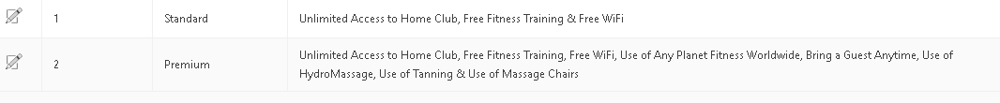 1 Standard Unlimited Access to Home Club, Free Fitness Training & Free WiFi
2 Premium Unlimited Access to Home Club, Free Fitness Training, Free WiFi, Use of Any Planet Fitness Worldwide, Bring a Guest Anytime, Use of
HydroMassage, Use of Tanning & Use of Massage Chairs